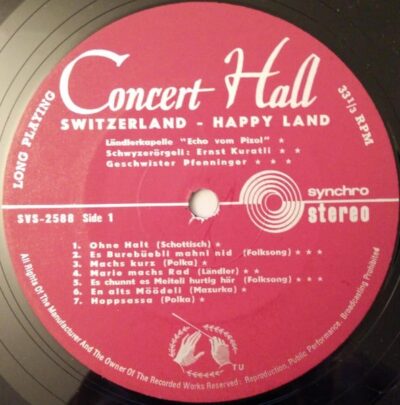 Concert Hall
LONG PLAYING
33 1/3 RPM
SWITZERLAND - HAPPY LAND
Ländlerkapelle "Echo vom Pizol" ★
Schwyzerörgeli: Ernst Kuratli ★ ★
Geschwister Pfenninger ★ ★ ★
synchro
stereo
SVS-2588 Side 1
1. Ohne Halt (Schottisch) ★
2. Es Burebüebli mahni nid (Folksong) ★ ★ ★
3. Machs kurz (Polka) ★
4. Mario machs Rad (Ländler) ★
5. Es chunnt es Meiteli hurtig här (Folksong) ★ ★ ★
6. En alts Möödeli (Mazurka) ★
7. Hoppsassa (Polka) ★ ★
TU
All Rights Of The Manufacturer And The Owner Of The Recorded Works Reserved: Reproduction, Public Performance, Broadcasting Prohibited